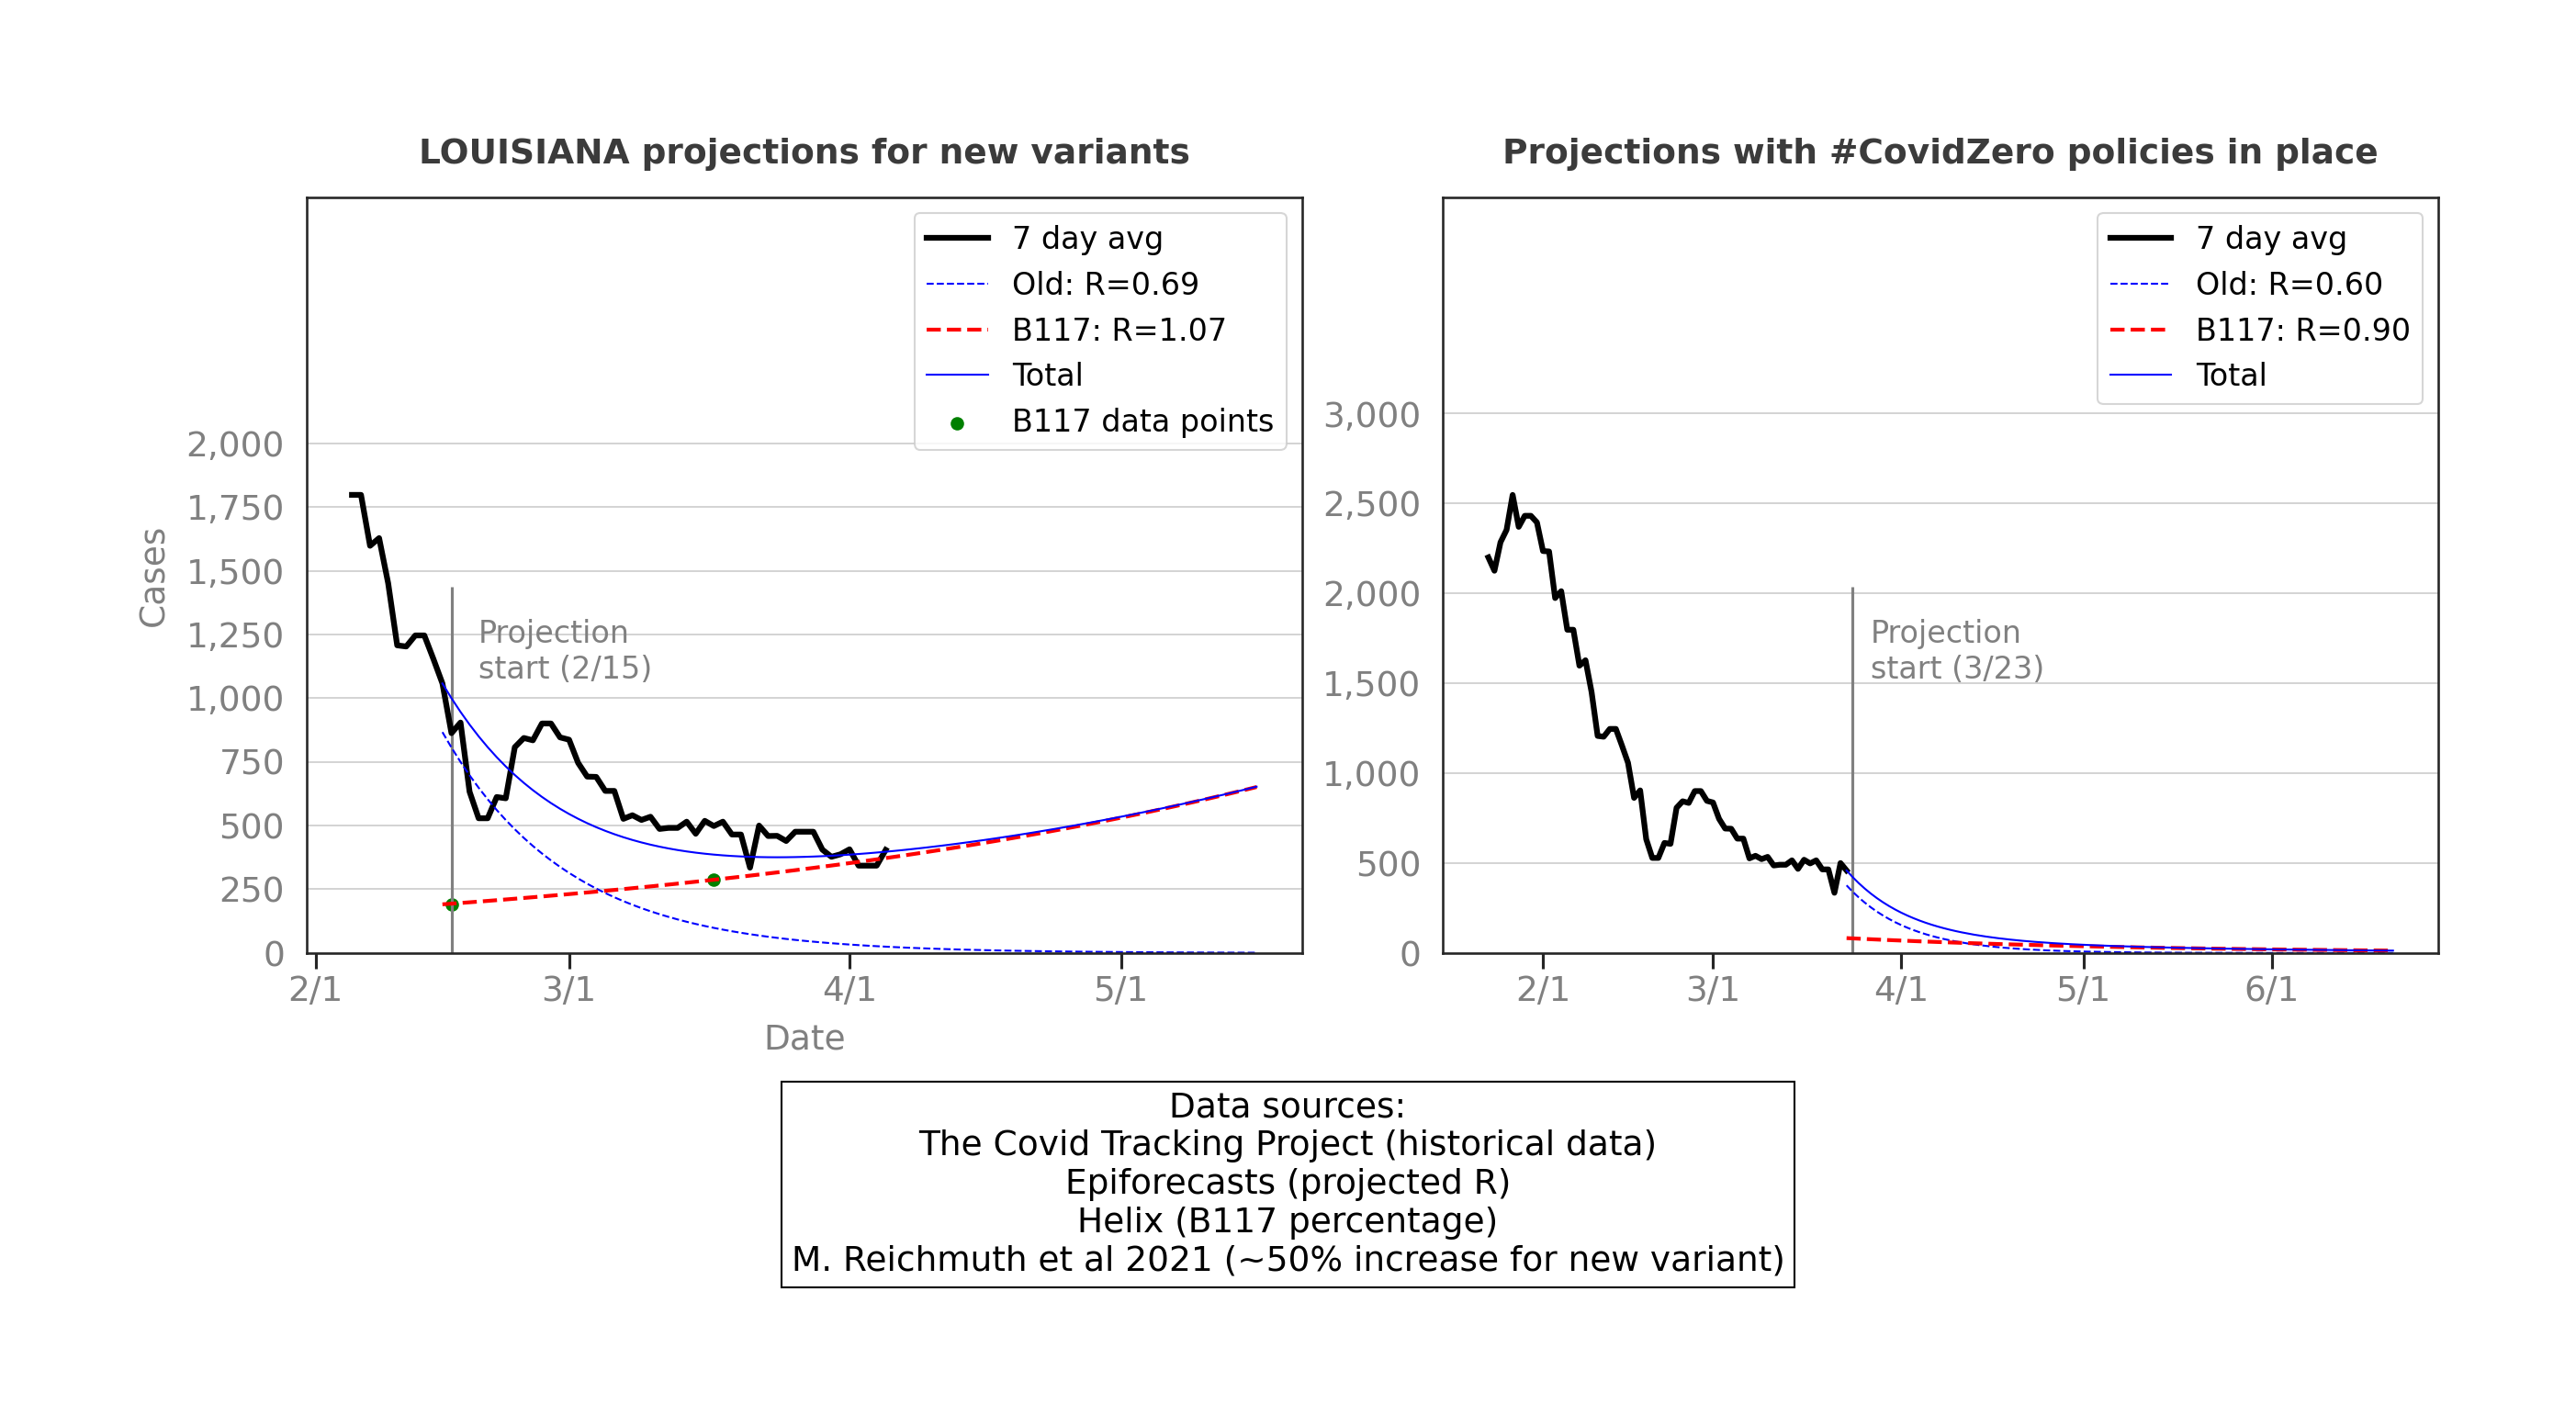 LOUISIANA projections for new variants
7 day avg
Old: R=0.69
B117: R=1.07
Total
B117 data points
2,000
1,750
1,500
1,250
1,000
750
500
250
0
Cases
Projection
start (2/15)
2/1
3/1
4/1
5/1
Date
Projections with #CovidZero policies in place
7 day avg
Old: R=0.60
B117: R=0.90
Total
3,000
2,500
2,000
1,500
1,000
500
0
Projection
start (3/23)
2/1
3/1
4/1
5/1
6/1
Data sources:
The Covid Tracking Project (historical data)
Epiforecasts (projected R)
Helix (B117 percentage)
M. Reichmuth et al 2021 (~50% increase for new variant)